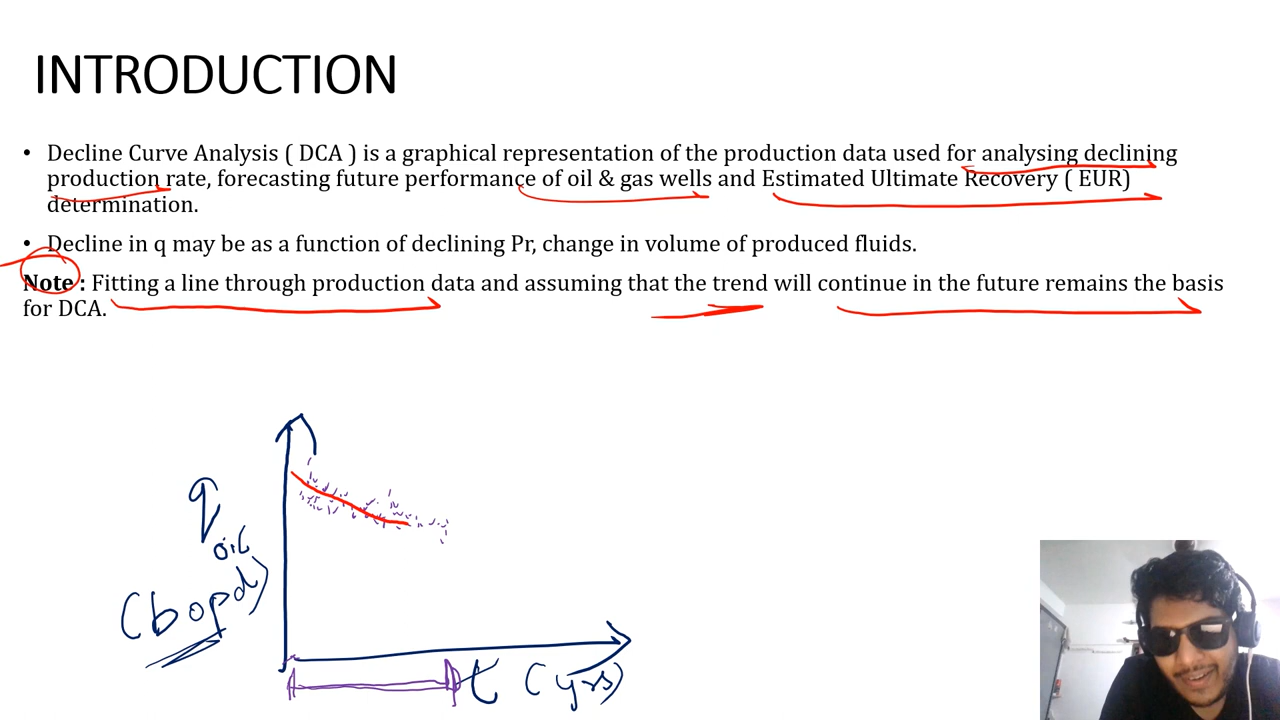 INTRODUCTION
• Decline Curve Analysis ( DCA ) is a graphical representation of the production data used for analysing declining
production rate, forecasting future performance of oil & gas wells and Estimated Ultimate Recovery ( EUR)
determination.
• Decline in q may be as a function of declining Pr, change in volume of produced fluids.
Note : Fitting a line through production data and assuming that the trend will continue in the future remains the basis
for DCA.
q oil
(bopd)
t (yrs)